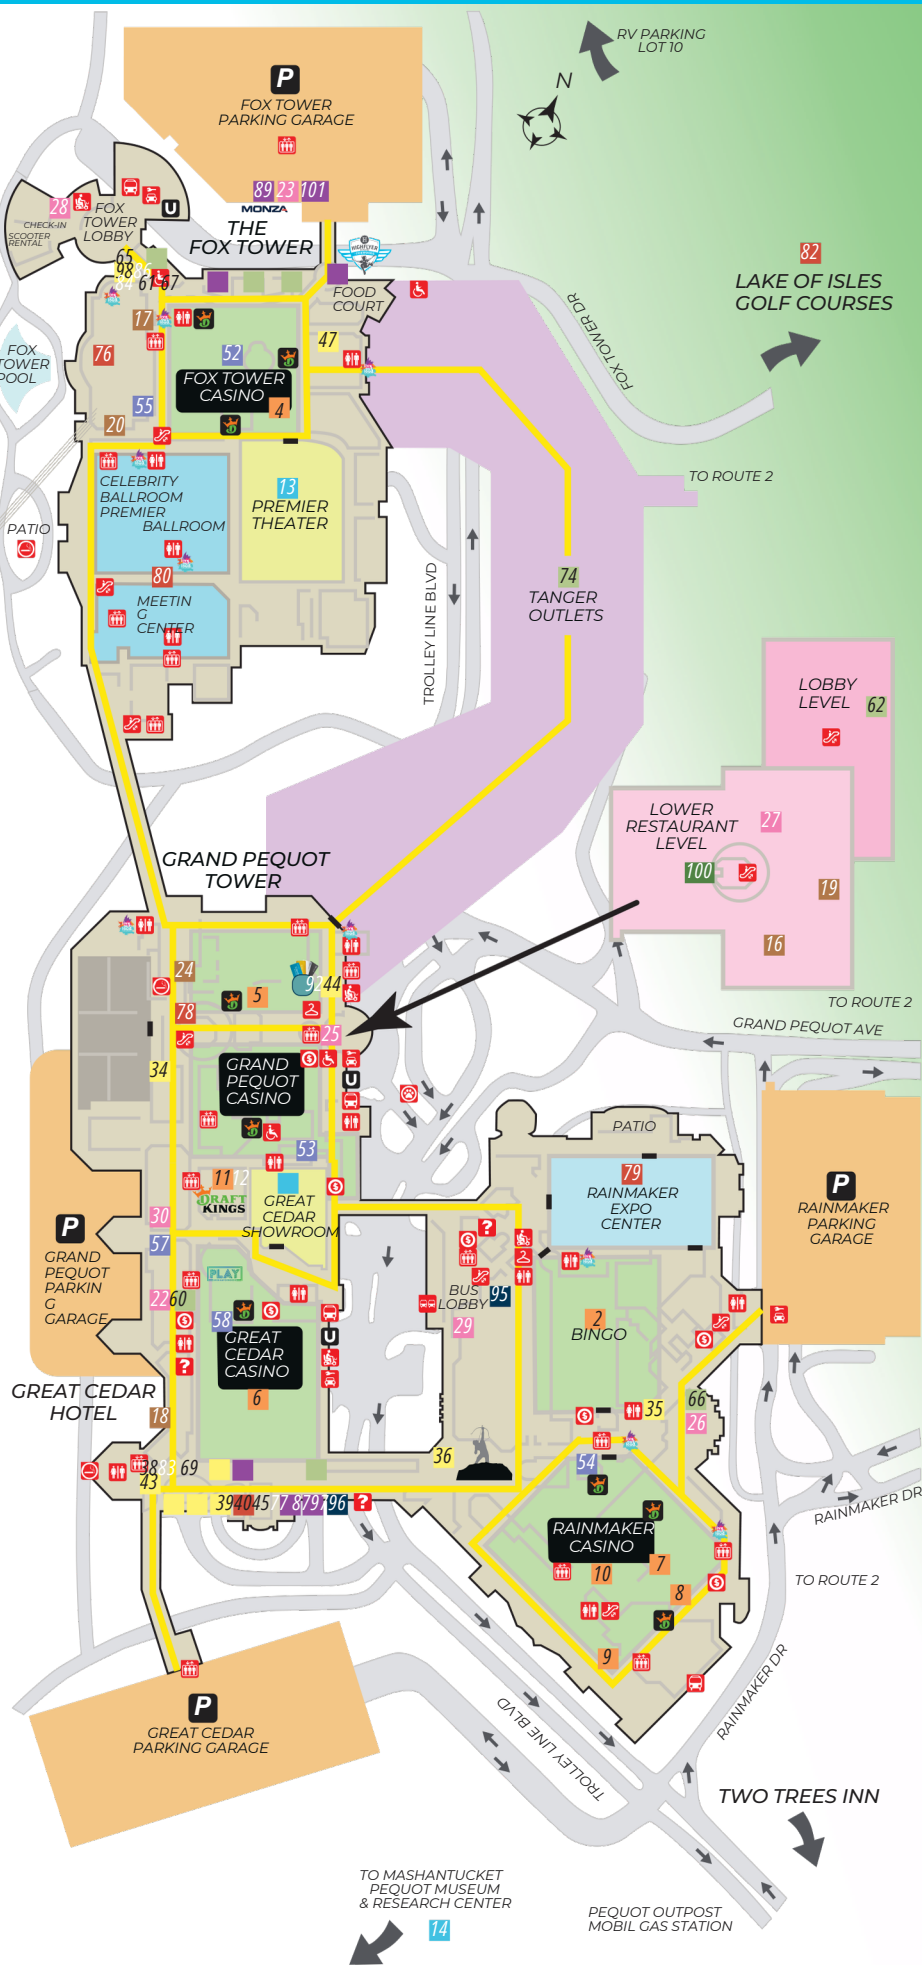 RV PARKING
LOT 10
N
P
FOX TOWER
PARKING GARAGE
89 23 101
MONZA
THE
FOX TOWER
HIGHFLYER
82
LAKE OF ISLES
GOLF COURSES
28
CHECK-IN
SCOOTER
RENTAL
FOX
TOWER
LOBBY
U
65
98 86
84 61 67
FOOD
COURT
FOX TOWER DR
17
47
52
76
FOX
TOWER
POOL
FOX TOWER
CASINO
4
55
20
CELEBRITY
BALLROOM
PREMIER
BALLROOM
13
PREMIER
THEATER
TO ROUTE 2
PATIO
80
MEETIN
G
CENTER
74
TANGER
OUTLETS
TROLLEY LINE BLVD
LOBBY
LEVEL
62
LOWER
RESTAURANT
LEVEL
27
100
19
16
GRAND PEQUOT
TOWER
24
5
92 44
78
25
TO ROUTE 2
GRAND PEQUOT AVE
34
GRAND
PEQUOT
CASINO
U
53
PATIO
11 12
DRAFT
KINGS
79
RAINMAKER
EXPO
CENTER
P
RAINMAKER
PARKING
GARAGE
GREAT
CEDAR
SHOWROOM
30
57
P
GRAND
PEQUOT
PARKIN
G
GARAGE
?
PLAY
BUS
LOBBY
95
29
22 60
58
2
BINGO
U
GREAT
CEDAR
CASINO
6
?
GREAT CEDAR
HOTEL
18
66
35
26
36
38 83 69
43
54
39 40 45 77 87 97 96 ?
RAINMAKER
CASINO
RAINMAKER DR
10
7
8
9
TO ROUTE 2
P
GREAT CEDAR
PARKING GARAGE
RAINMAKER DR
TROLLEY LINE BLVD
TWO TREES INN
TO MASHANTUCKET
PEQUOT MUSEUM
& RESEARCH CENTER
14
PEQUOT OUTPOST
MOBIL GAS STATION